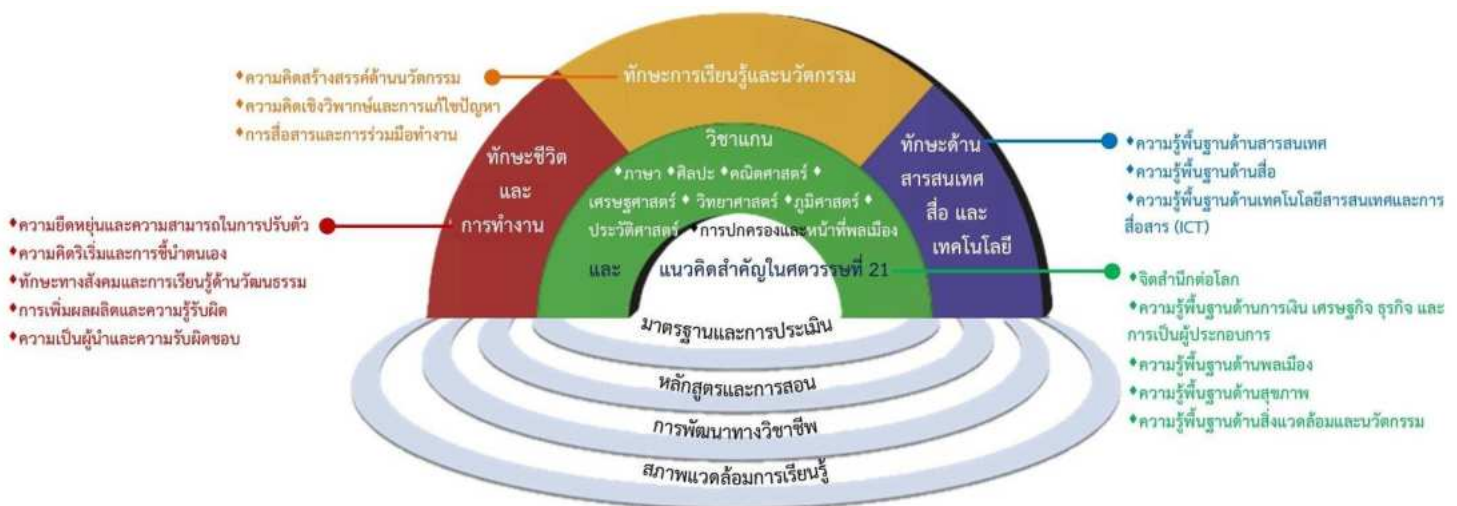 ♦ความคิดสร้างสรรค์ด้านนวัตกรรม
♦ความคิดเชิงวิพากษ์และการแก้ไขปัญหา
♦การสื่อสารและการร่วมมือทำงาน
ทักษะการเรียนรู้และนวัตกรรม
ทักษะชีวิต
และ
การทำงาน
♦ความยืดหยุ่นและความสามารถในการปรับตัว
♦ความคิดริเริ่มและการชี้นำตนเอง
♦ทักษะทางสังคมและการเรียนรู้ด้านวัฒนธรรม
♦การเพิ่มผลผลิตและความรู้รับผิด
♦ความเป็นผู้นำและความรับผิดชอบ
วิชาแกน
♦ภาษา ♦ศิลปะ ♦คณิตศาสตร์ ♦
เศรษฐศาสตร์ ♦ วิทยาศาสตร์ ♦ภูมิศาสตร์ ♦
ประวัติศาสตร์ ♦การปกครองและหน้าที่พลเมือง
และ แนวคิดสำคัญในศตวรรษที่ 21
ทักษะด้าน
สารสนเทศ
สื่อ และ
เทคโนโลยี
♦ความรู้พื้นฐานด้านสารสนเทศ
♦ความรู้พื้นฐานด้านสื่อ
♦ความรู้พื้นฐานด้านเทคโนโลยีสารสนเทศและการ
สื่อสาร (ICT)
♦จิตสำนึกต่อโลก
♦ความรู้พื้นฐานด้านการเงิน เศรษฐกิจ ธุรกิจ และ
การเป็นผู้ประกอบการ
♦ความรู้พื้นฐานด้านพลเมือง
♦ความรู้พื้นฐานด้านสุขภาพ
♦ความรู้พื้นฐานด้านสิ่งแวดล้อมและนวัตกรรม
มาตรฐานและการประเมิน
หลักสูตรและการสอน
การพัฒนาทางวิชาชีพ
สภาพแวดล้อมการเรียนรู้